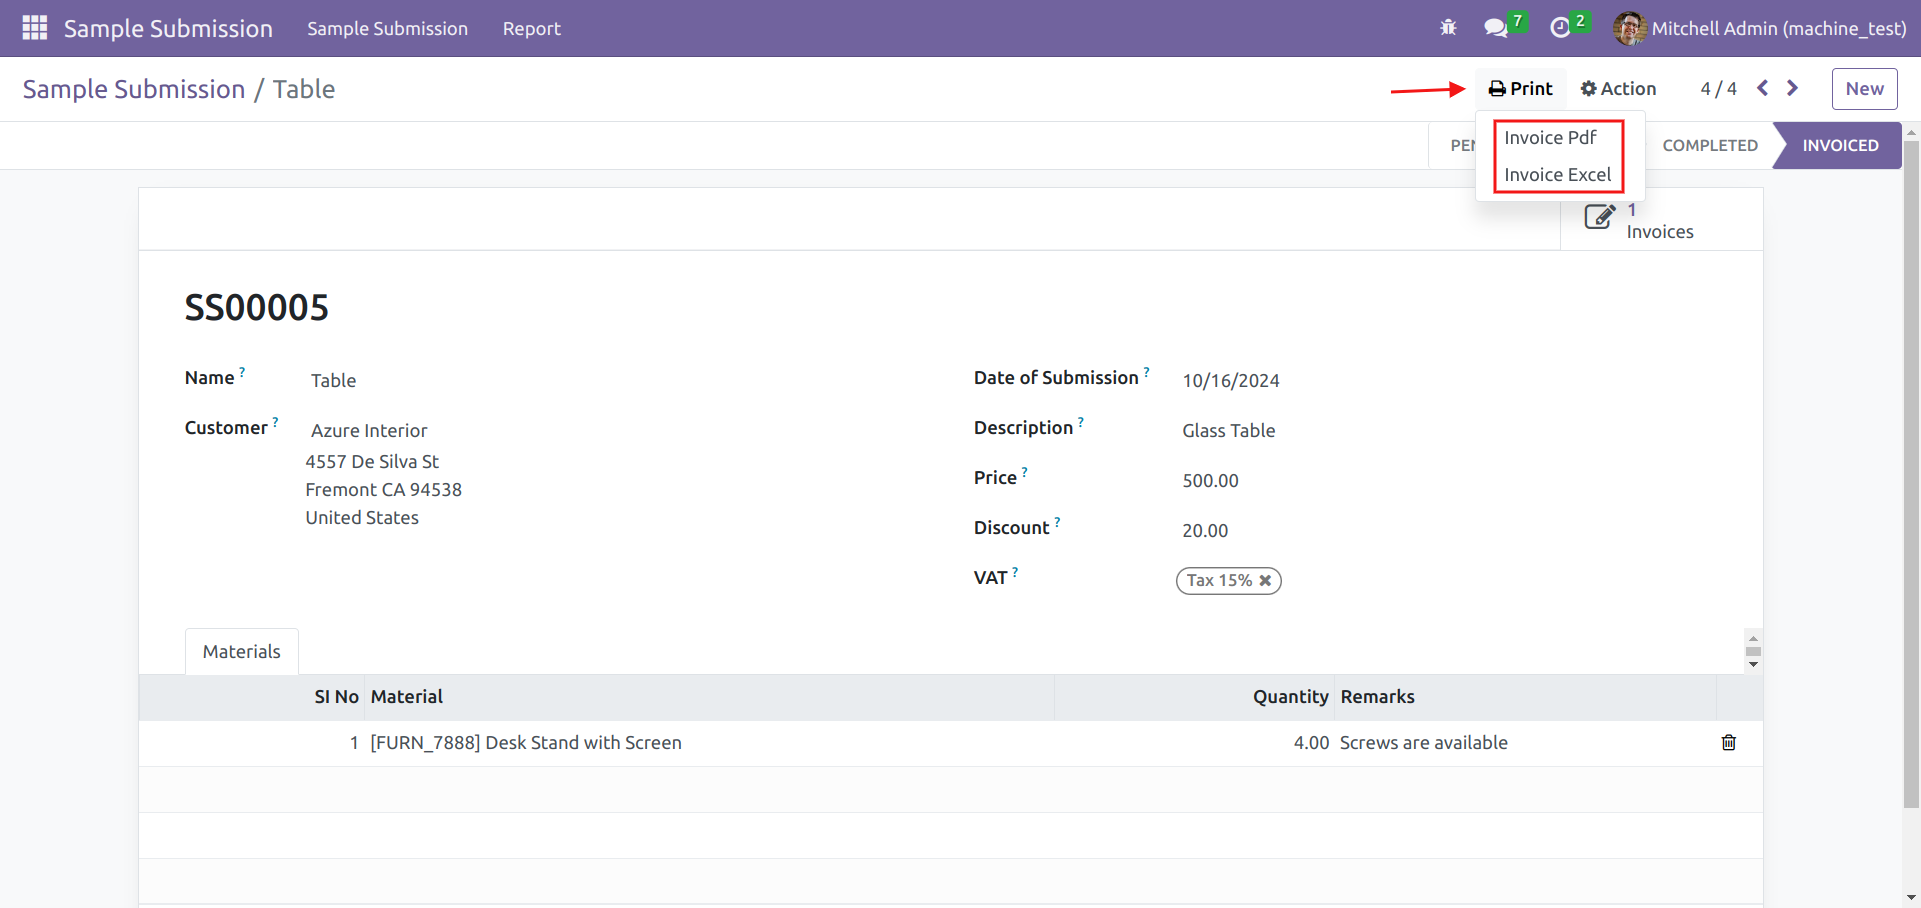 Sample Submission Sample Submission Report 7 2 Mitchell Admin (machine_test)
Sample Submission / Table Print Action 4 / 4 New
Invoice Pdf
Invoice Excel
COMPLETED INVOICED
1
Invoices
SS00005
Name ? Table
Customer ? Azure Interior
4557 De Silva St
Fremont CA 94538
United States
Date of Submission ? 10/16/2024
Description ? Glass Table
Price ? 500.00
Discount ? 20.00
VAT ? Tax 15% ✖
Materials
SI No Material Quantity Remarks
1 [FURN_7888] Desk Stand with Screen 4.00 Screws are available